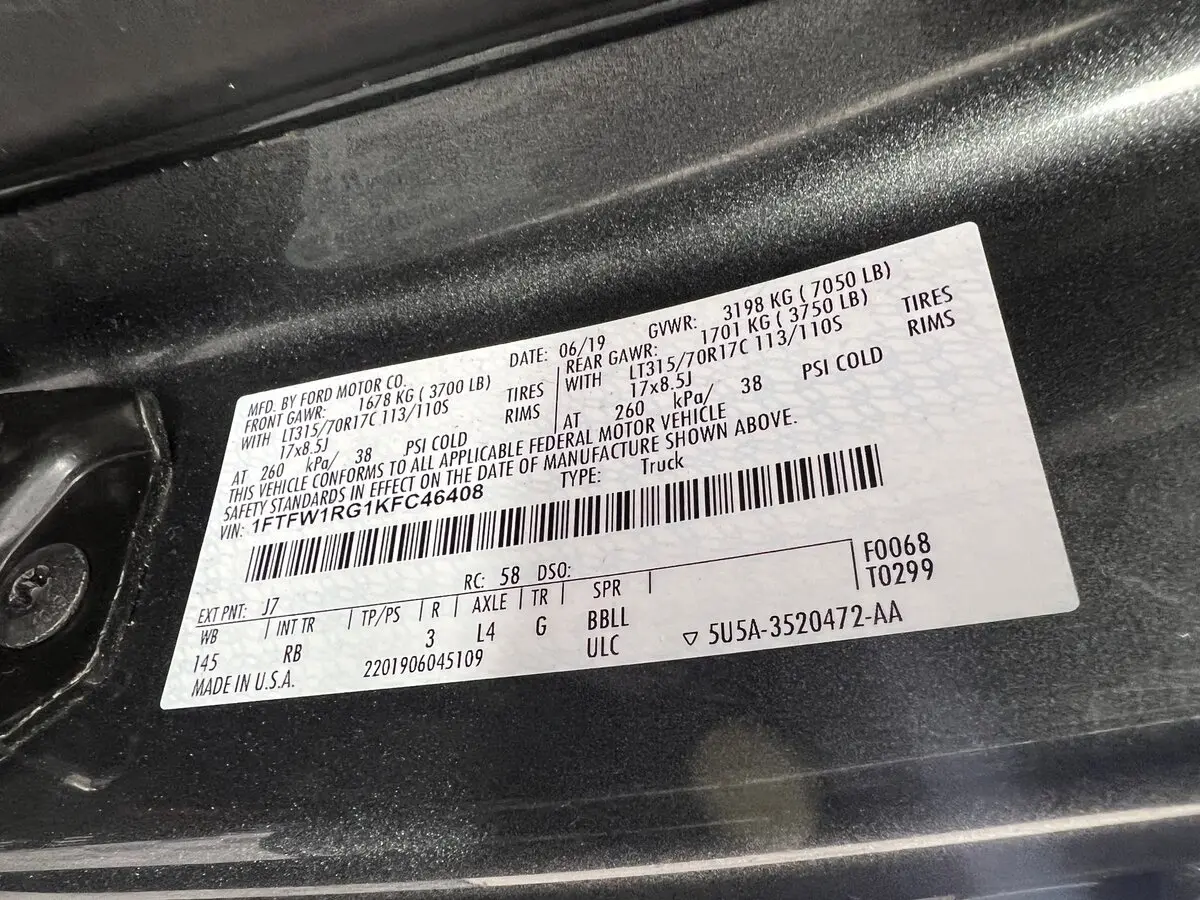 MFD. BY FORD MOTOR CO. DATE: 06/19 GVWR: 3198 KG ( 7050 LB)
FRONT GAWR: 1678 KG ( 3700 LB) REAR GAWR: 1701 KG ( 3750 LB)
WITH LT315/70R17C 113/110S TIRES WITH LT315/70R17C 113/110S TIRES
17x8.5J RIMS 17x8.5J RIMS
AT 260 kPa/ 38 PSI COLD AT 260 kPa/ 38 PSI COLD
THIS VEHICLE CONFORMS TO ALL APPLICABLE FEDERAL MOTOR VEHICLE
SAFETY STANDARDS IN EFFECT ON THE DATE OF MANUFACTURE SHOWN ABOVE.
VIN: 1FTFW1RG1KFC46408 TYPE: Truck
F0068
T0299
EXT PNT: J7 RC: 58 DSO:
WB INT TR TP/PS R AXLE TR SPR
145 RB 3 L4 G BBLL
MADE IN U.S.A. 2201906045109 ULC ▽ 5U5A-3520472-AA